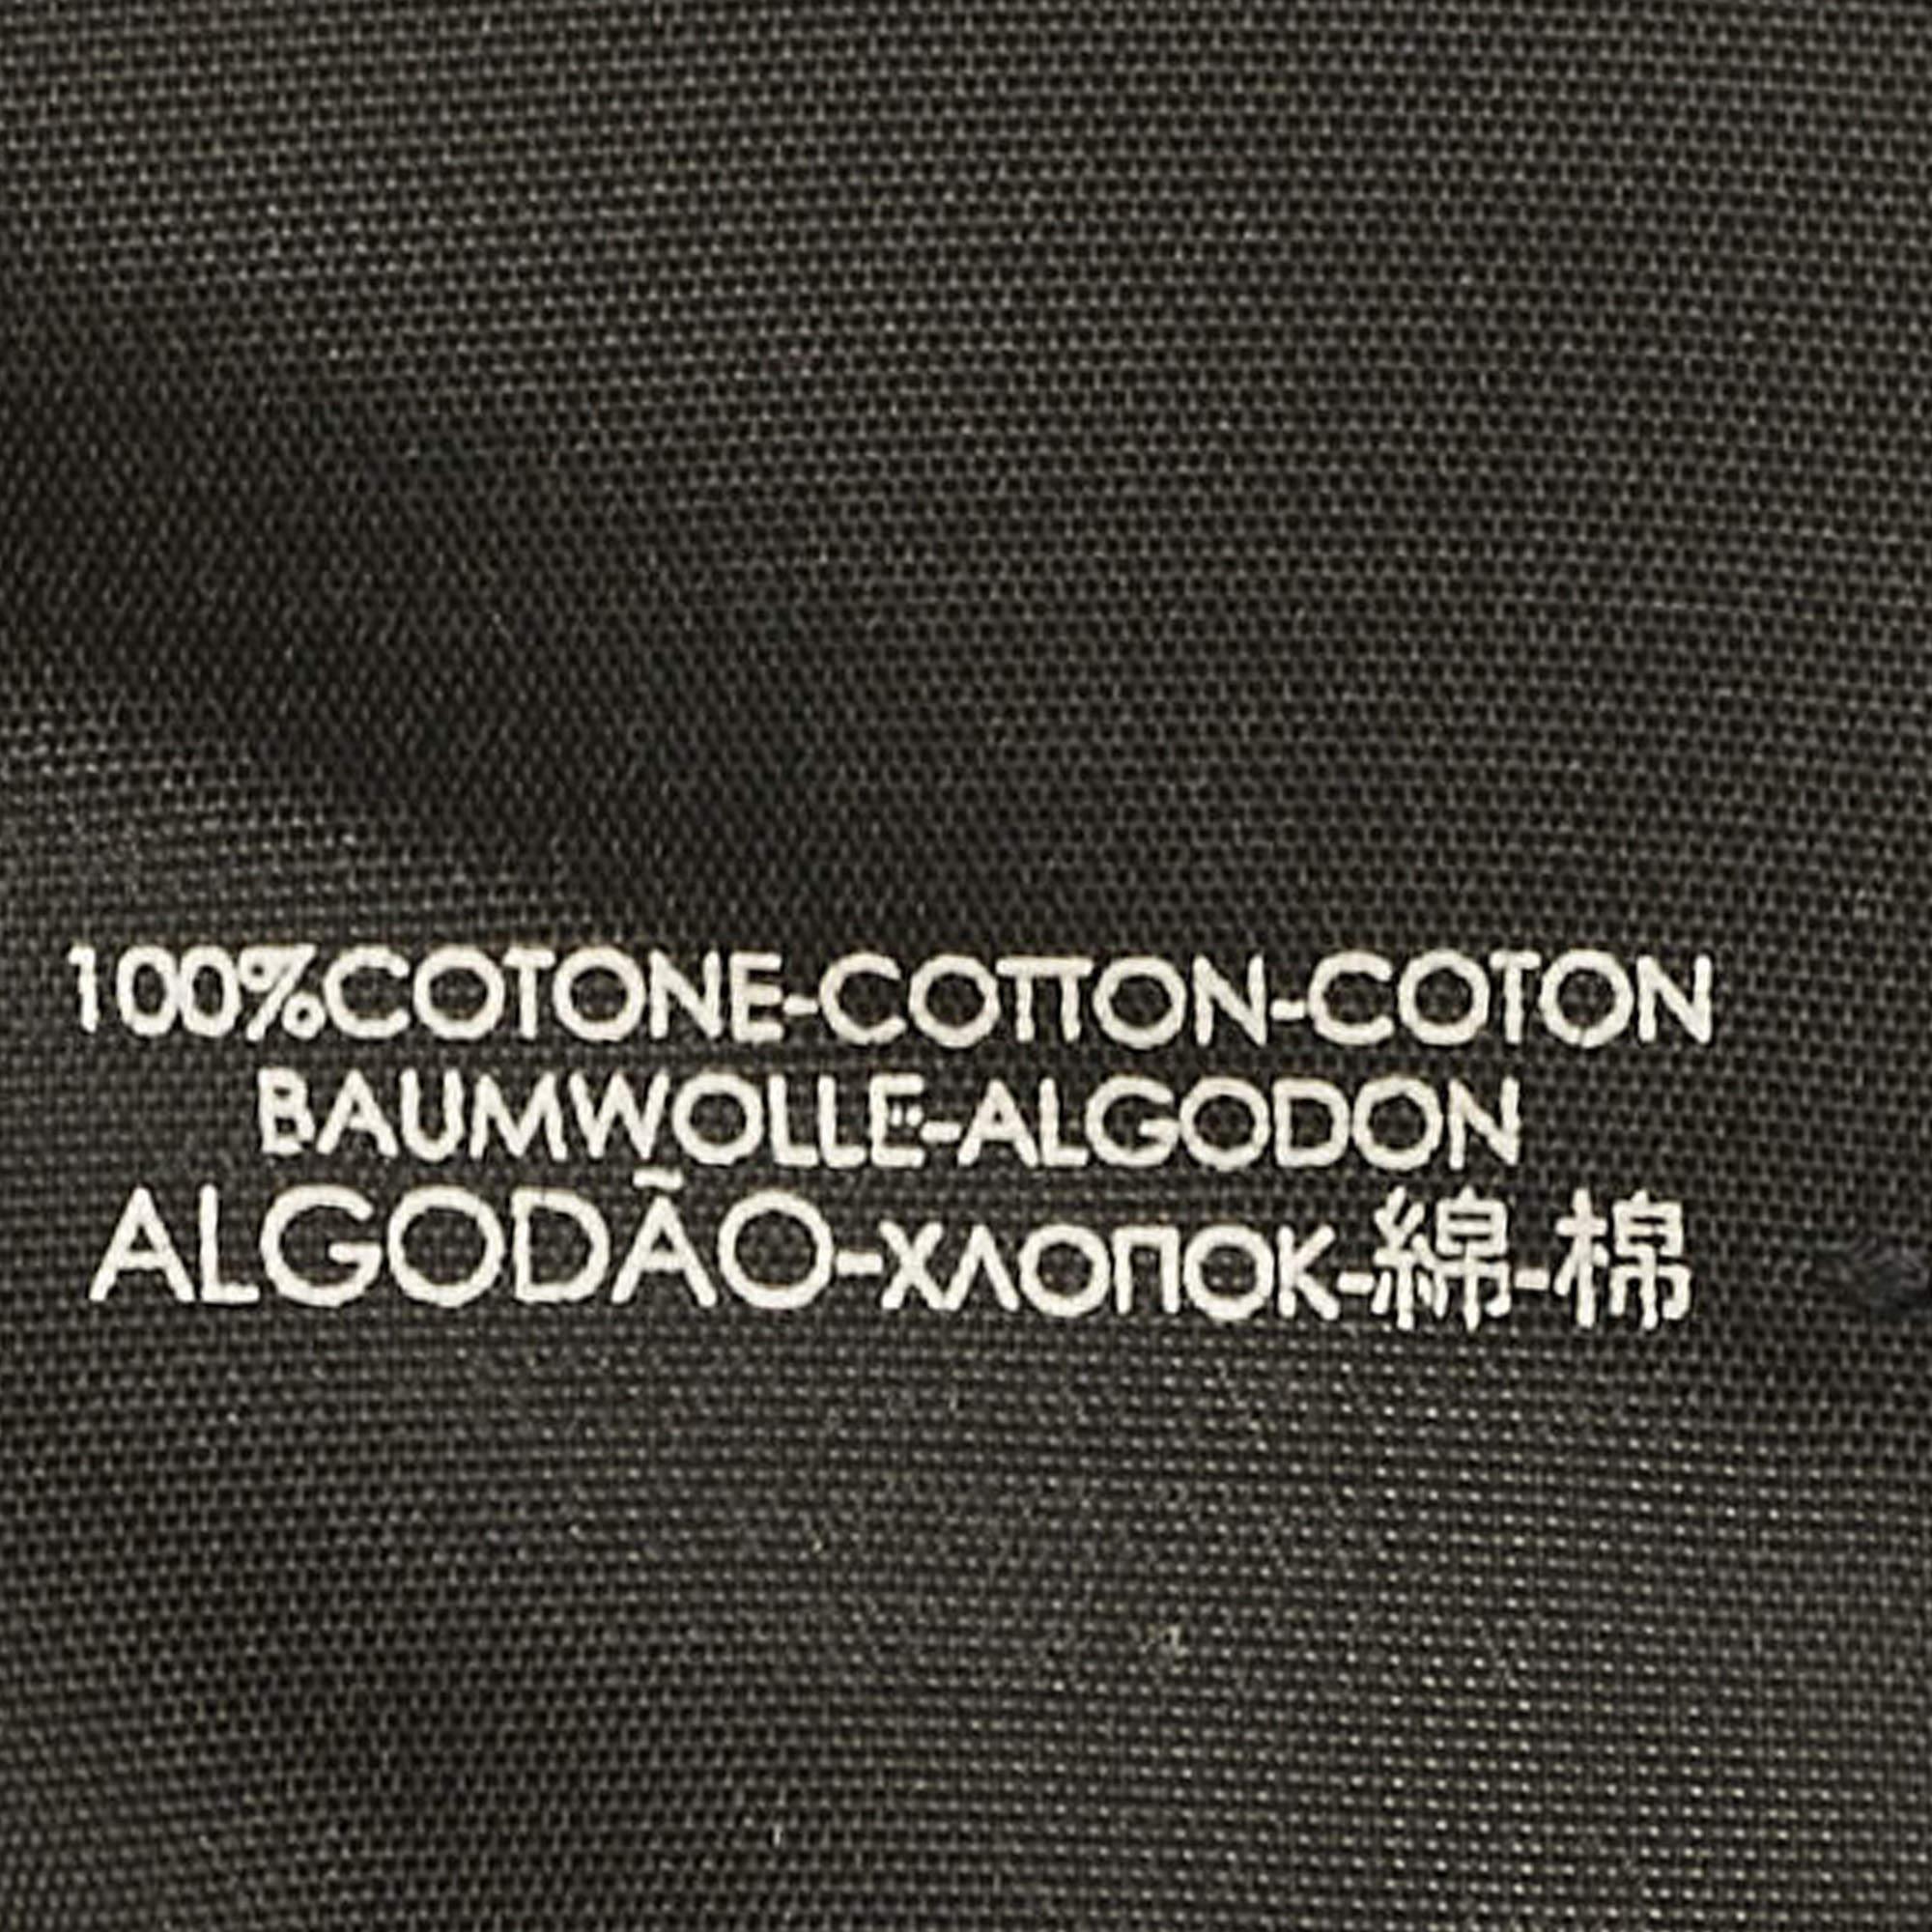 100%COTONE-COTTON-COTON
BAUMWOLLE-ALGODON
ALGODÃO-ХЛОПОК-綿-棉